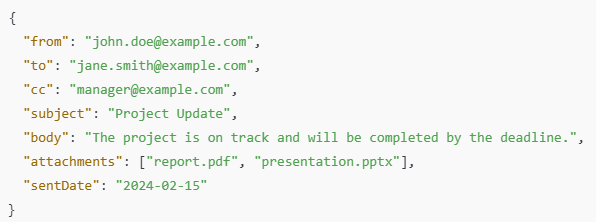 {
  "from": "john.doe@example.com",
  "to": "jane.smith@example.com",
  "cc": "manager@example.com",
  "subject": "Project Update",
  "body": "The project is on track and will be completed by the deadline.",
  "attachments": ["report.pdf", "presentation.pptx"],
  "sentDate": "2024-02-15"
}